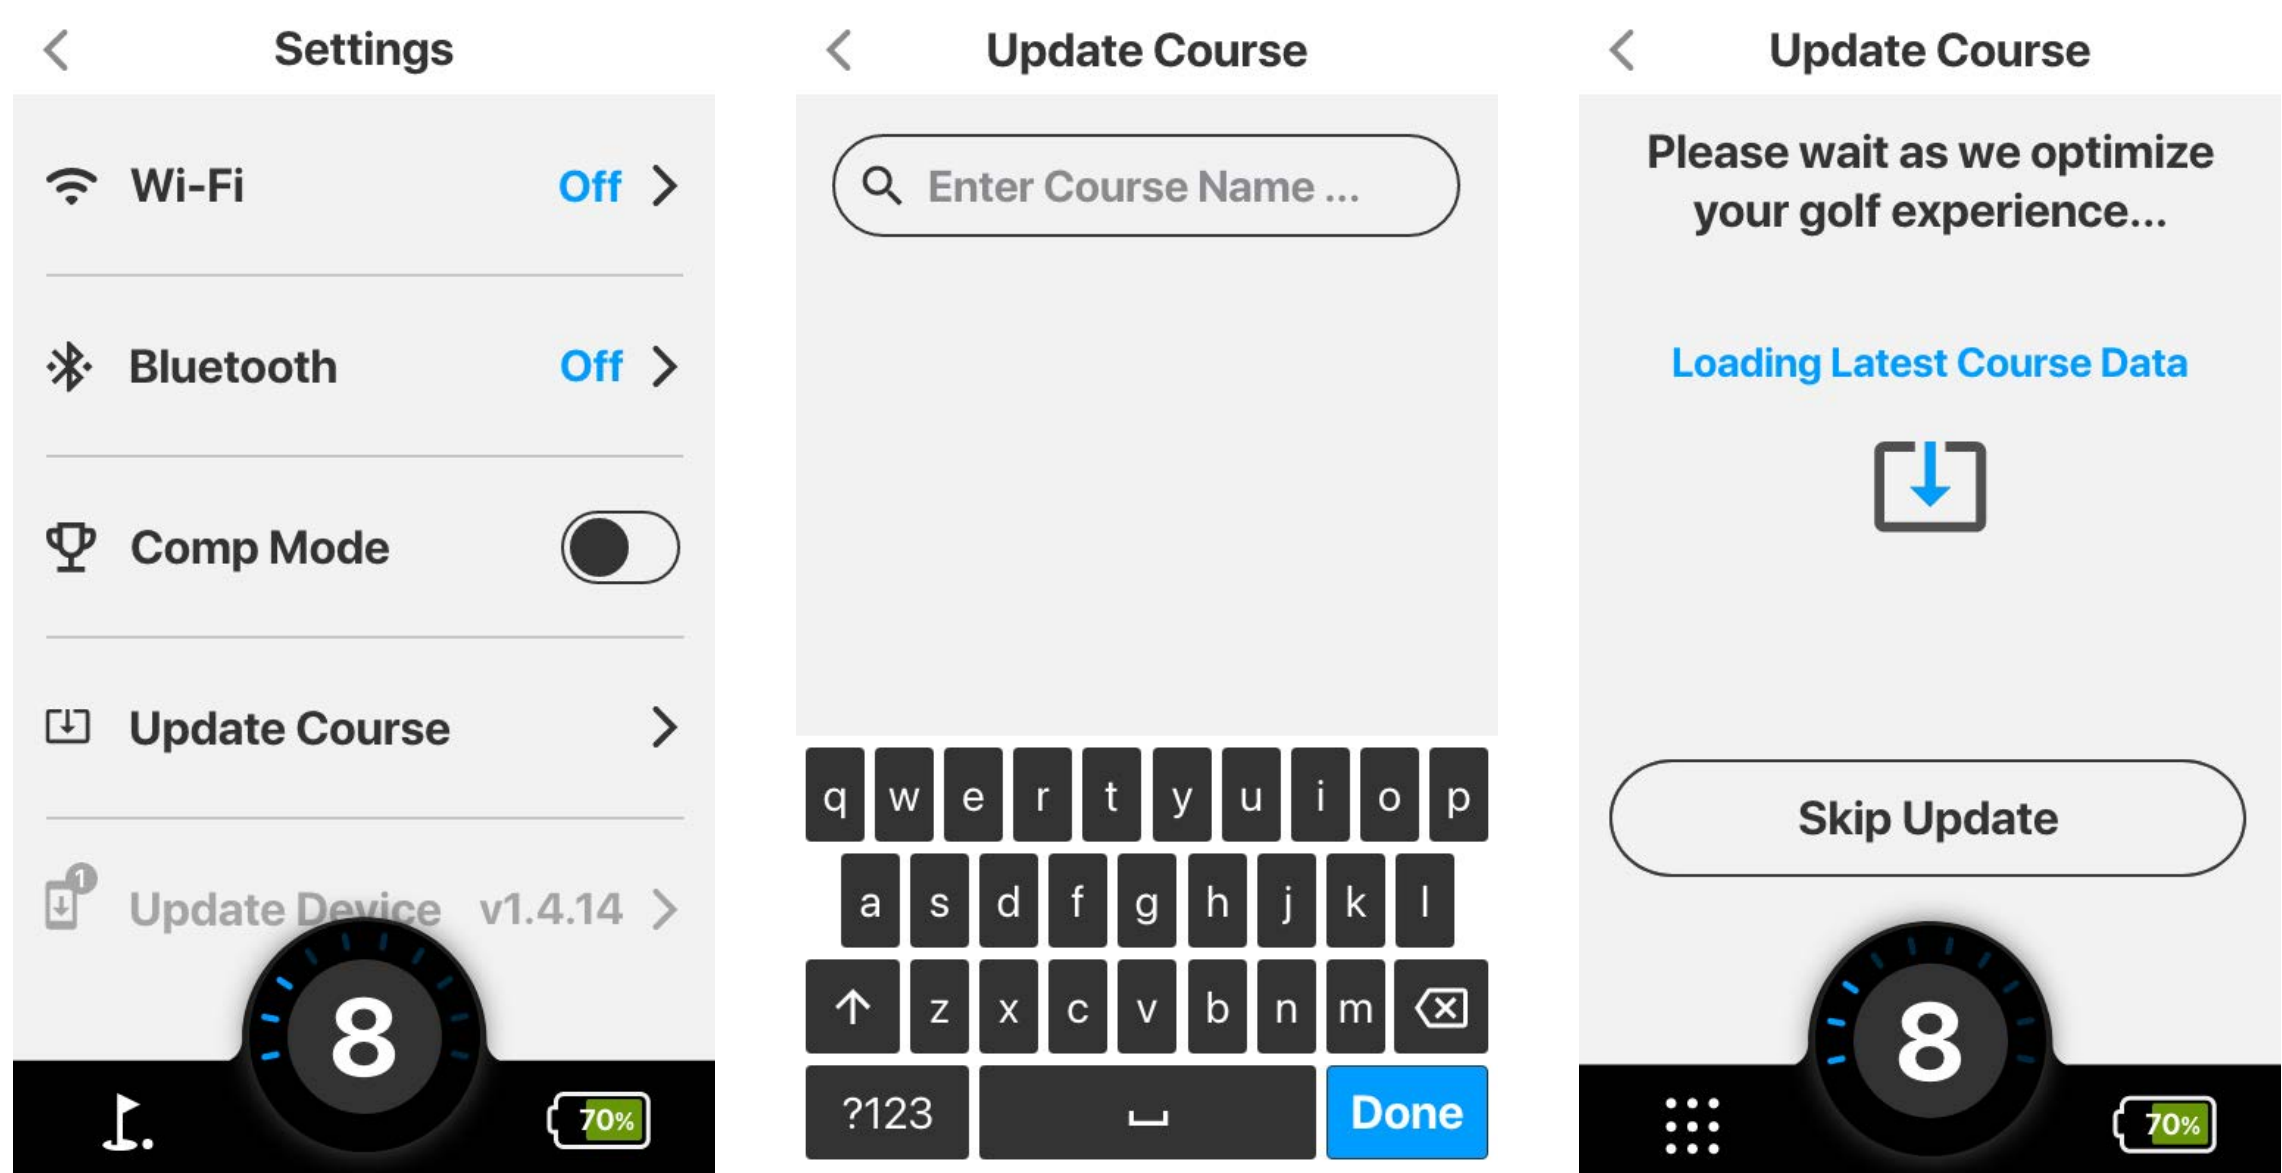 Settings
Wi-Fi Off
Bluetooth Off
Comp Mode
Update Course
1
Update Device v1.4.14
8
70%
Update Course
Enter Course Name ...
q w e r t y u i o p
a s d f g h j k l
z x c v b n m
?123 Done
Update Course
Please wait as we optimize
your golf experience...
Loading Latest Course Data
Skip Update
8
70%